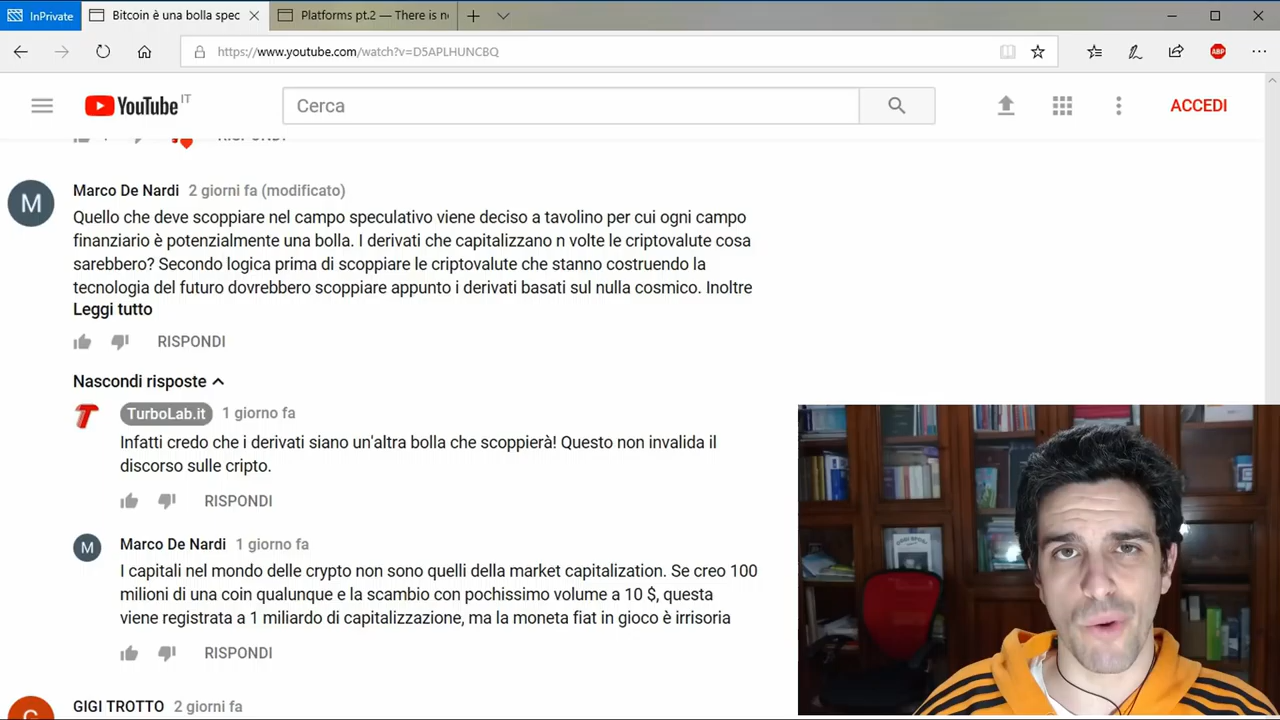 InPrivate
Bitcoin è una bolla spec
Platforms pt.2 — There is n
https://www.youtube.com/watch?v=D5APLHUNCBQ
ABP
YouTube IT
Cerca
ACCEDI
RISPONDI
M
Marco De Nardi 2 giorni fa (modificato)
Quello che deve scoppiare nel campo speculativo viene deciso a tavolino per cui ogni campo
finanziario è potenzialmente una bolla. I derivati che capitalizzano n volte le criptovalute cosa
sarebbero? Secondo logica prima di scoppiare le criptovalute che stanno costruendo la
tecnologia del futuro dovrebbero scoppiare appunto i derivati basati sul nulla cosmico. Inoltre
Leggi tutto
RISPONDI
Nascondi risposte
T
TurboLab.it 1 giorno fa
Infatti credo che i derivati siano un'altra bolla che scoppierà! Questo non invalida il
discorso sulle cripto.
RISPONDI
M
Marco De Nardi 1 giorno fa
I capitali nel mondo delle crypto non sono quelli della market capitalization. Se creo 100
milioni di una coin qualunque e la scambio con pochissimo volume a 10 $, questa
viene registrata a 1 miliardo di capitalizzazione, ma la moneta fiat in gioco è irrisoria
RISPONDI
GIGI TROTTO 2 giorni fa